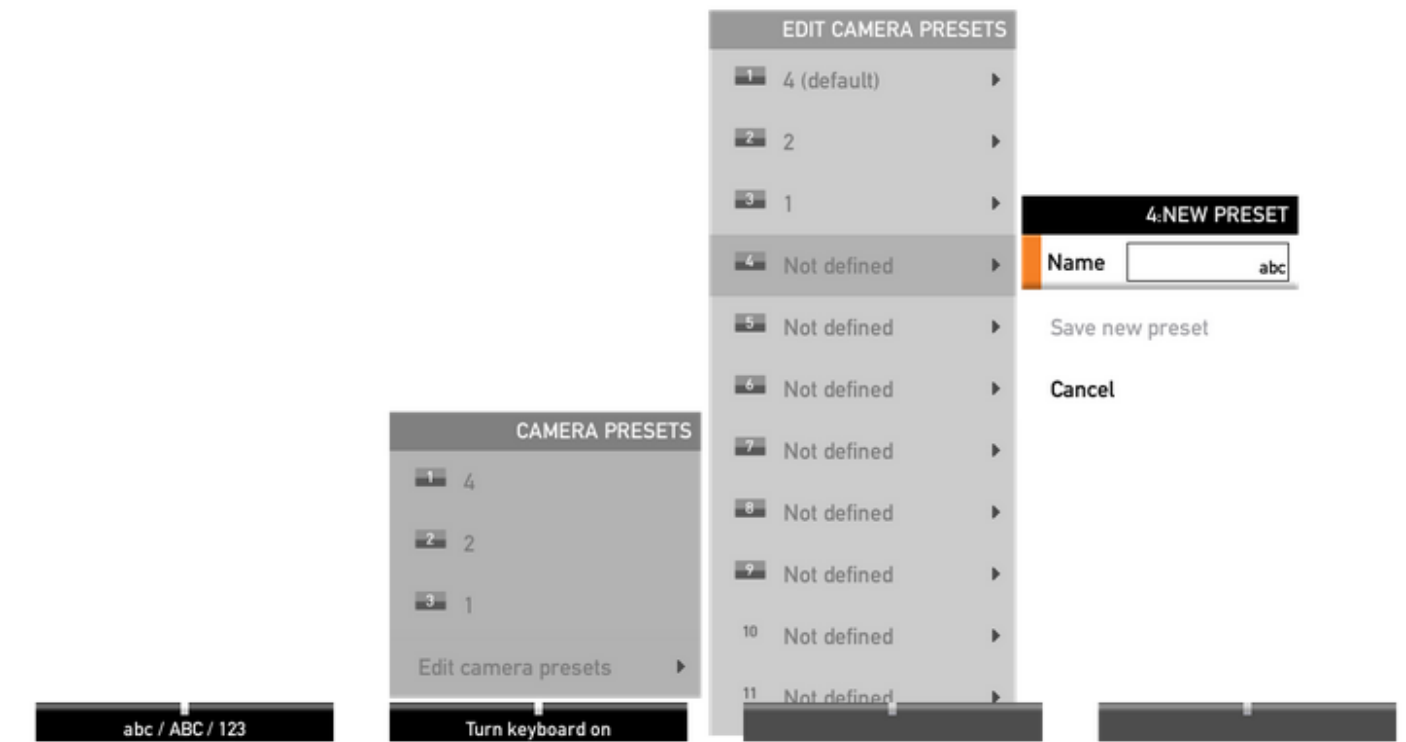 EDIT CAMERA PRESETS
1 4 (default)
2 2
3 1
4 Not defined
5 Not defined
6 Not defined
7 Not defined
8 Not defined
9 Not defined
10 Not defined
11 Not defined
4:NEW PRESET
Name abc
Save new preset
Cancel
CAMERA PRESETS
1 4
2 2
3 1
Edit camera presets
abc / ABC / 123
Turn keyboard on